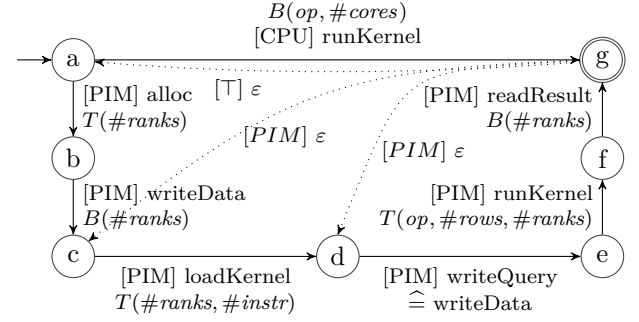 B(op, #cores)
[CPU] runKernel
a
g
[PIM] alloc
T(#ranks)
[⊤] ε
[PIM] ε
[PIM] readResult
B(#ranks)
b
[PIM] ε
f
[PIM] writeData
B(#ranks)
[PIM] runKernel
T(op, #rows, #ranks)
c
d
e
[PIM] loadKernel
T(#ranks, #instr)
[PIM] writeQuery
≙ writeData